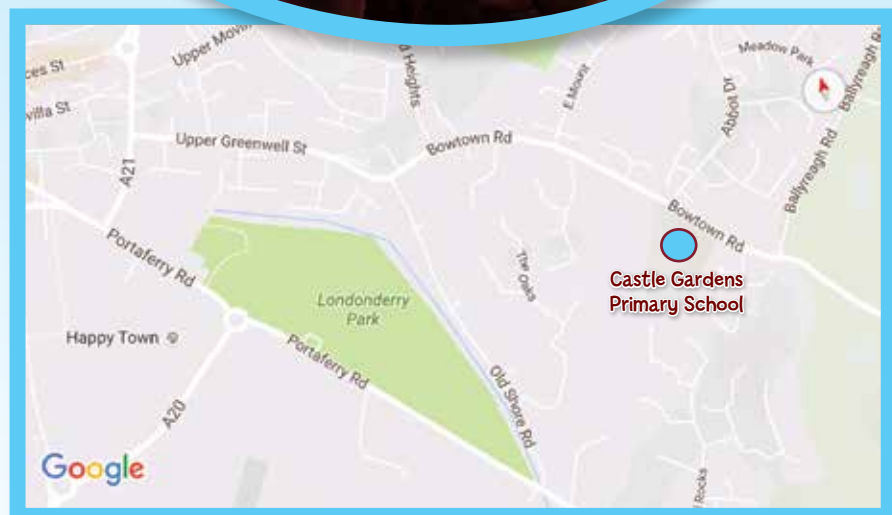 Upper Movil
ces St
villa St
Heights
E Mount
Meadow Park
Abbot Dr
Ballyreagh Rd
Ballyreagh Rd
A21
Upper Greenwell St
Bowtown Rd
Bowtown Rd
Portaferry Rd
The Oaks
Castle Gardens
Primary School
Londonderry
Park
Happy Town
Portaferry Rd
Old Shore Rd
A20
Google
Rocks